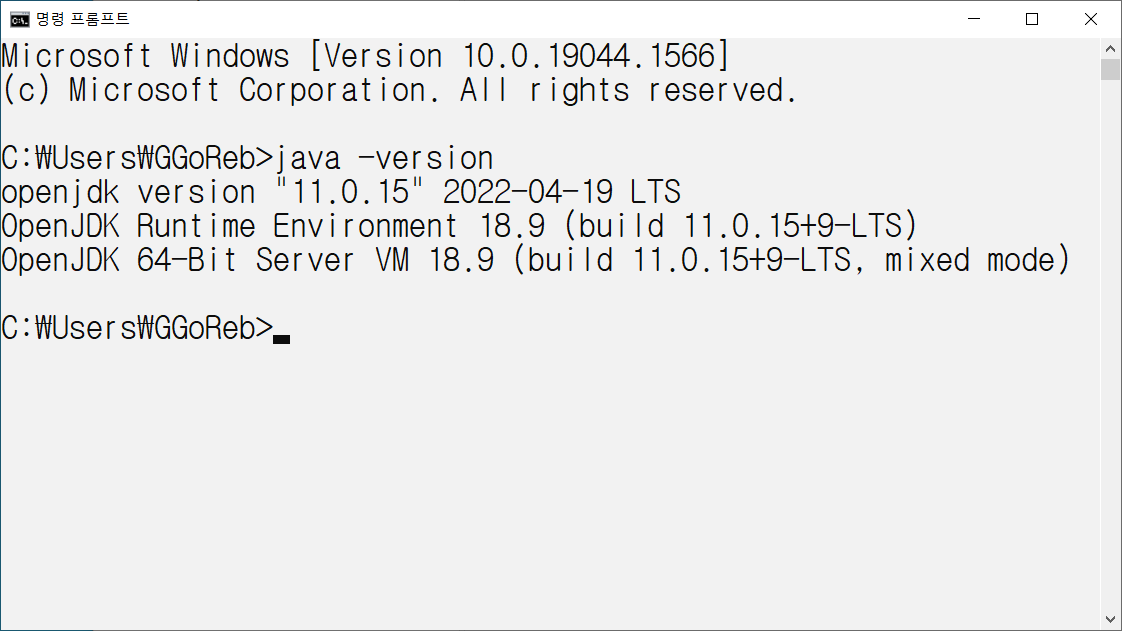 명령 프롬프트
Microsoft Windows [Version 10.0.19044.1566]
(c) Microsoft Corporation. All rights reserved.
C:₩Users₩GGoReb>java -version
openjdk version "11.0.15" 2022-04-19 LTS
OpenJDK Runtime Environment 18.9 (build 11.0.15+9-LTS)
OpenJDK 64-Bit Server VM 18.9 (build 11.0.15+9-LTS, mixed mode)
C:₩Users₩GGoReb>